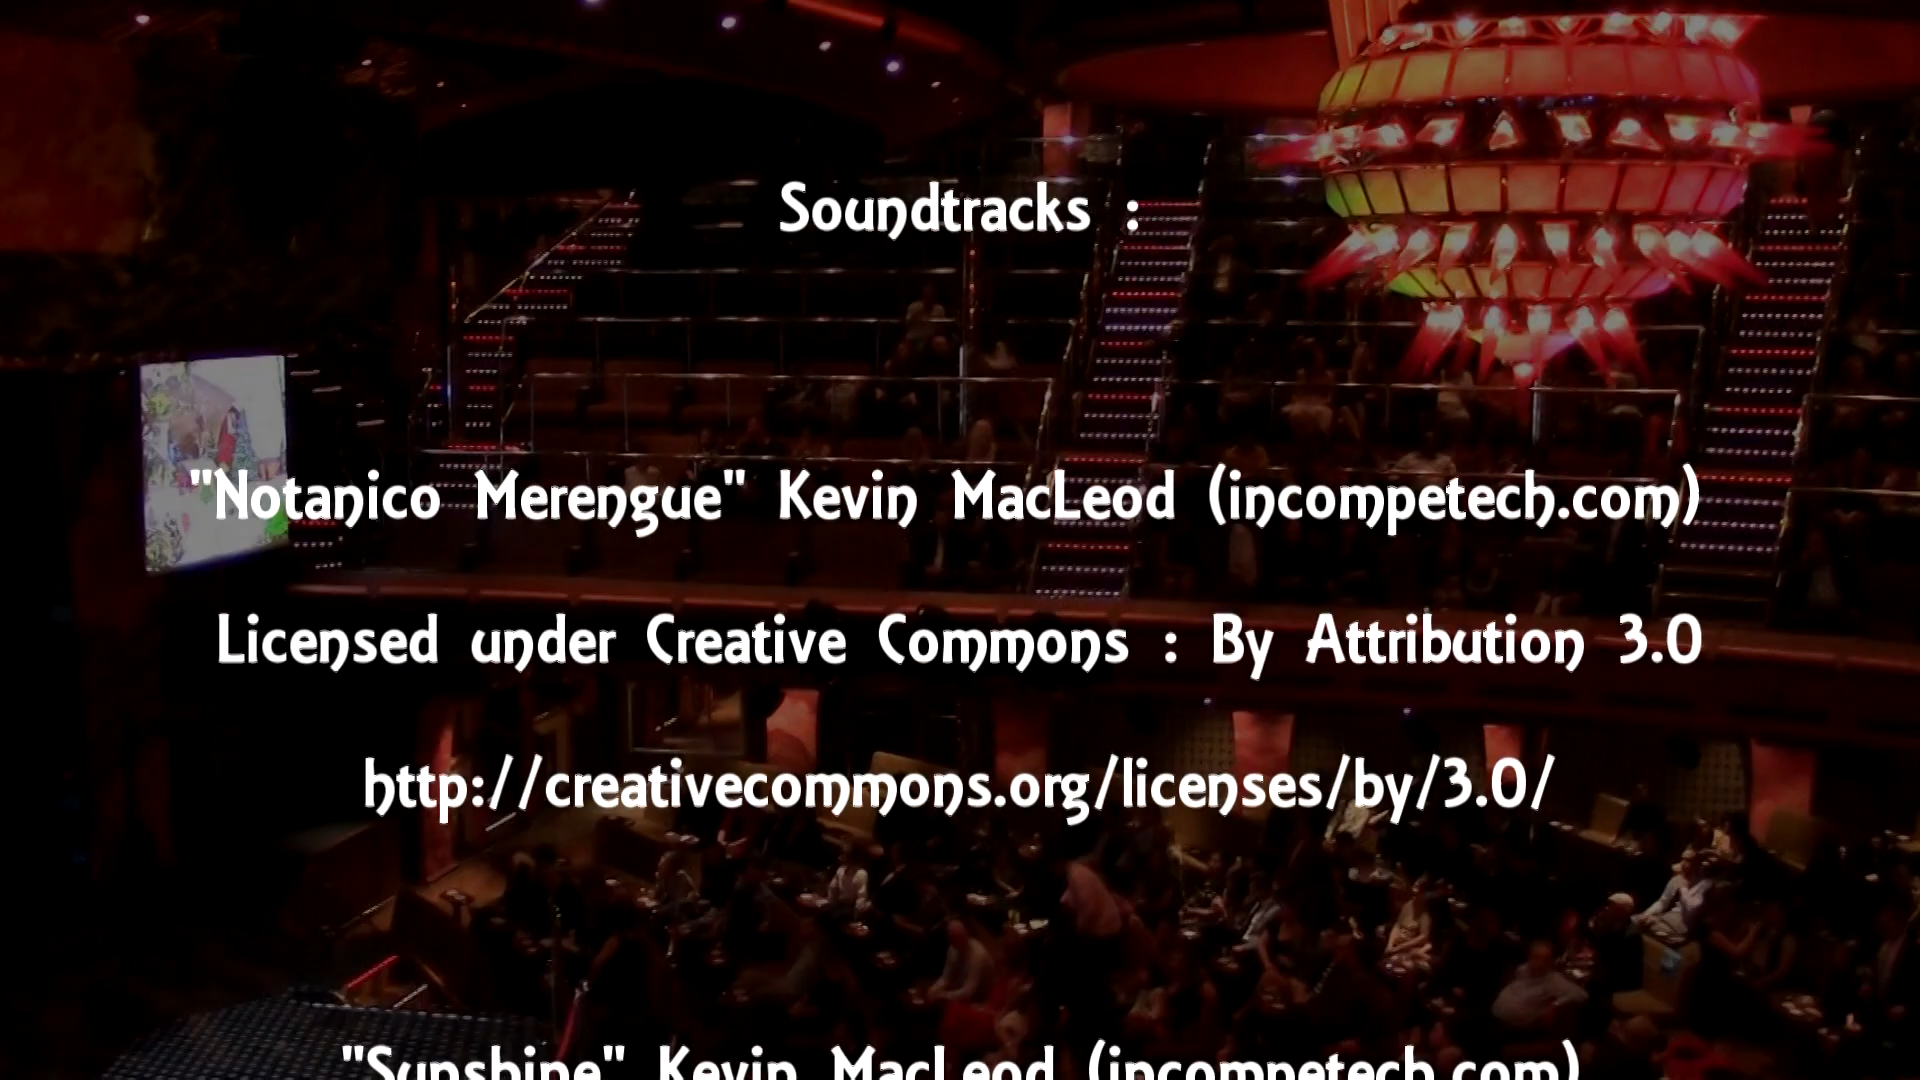 Soundtracks :
"Notanico Merengue" Kevin MacLeod (incompetech.com)
Licensed under Creative Commons : By Attribution 3.0
http://creativecommons.org/licenses/by/3.0/
"Sunshine" Kevin MacLeod (incompetech.com)